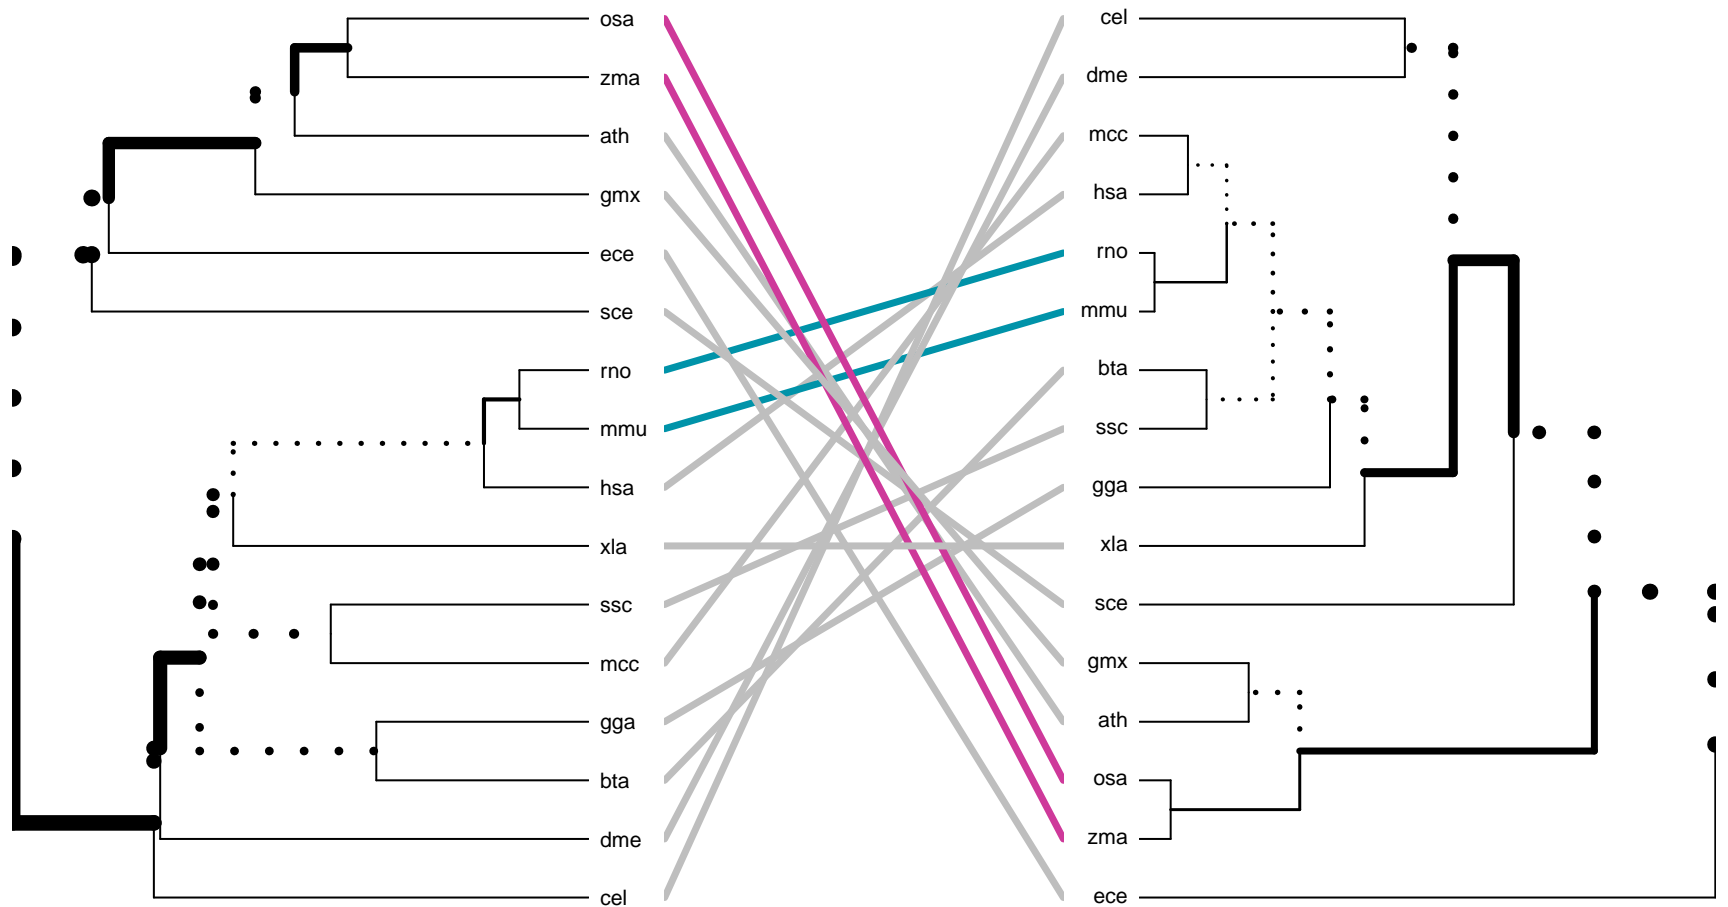 osa
zma
ath
gmx
ece
sce
rno
mmu
hsa
xla
ssc
mcc
gga
bta
dme
cel
cel
dme
mcc
hsa
rno
mmu
bta
ssc
gga
xla
sce
gmx
ath
osa
zma
ece